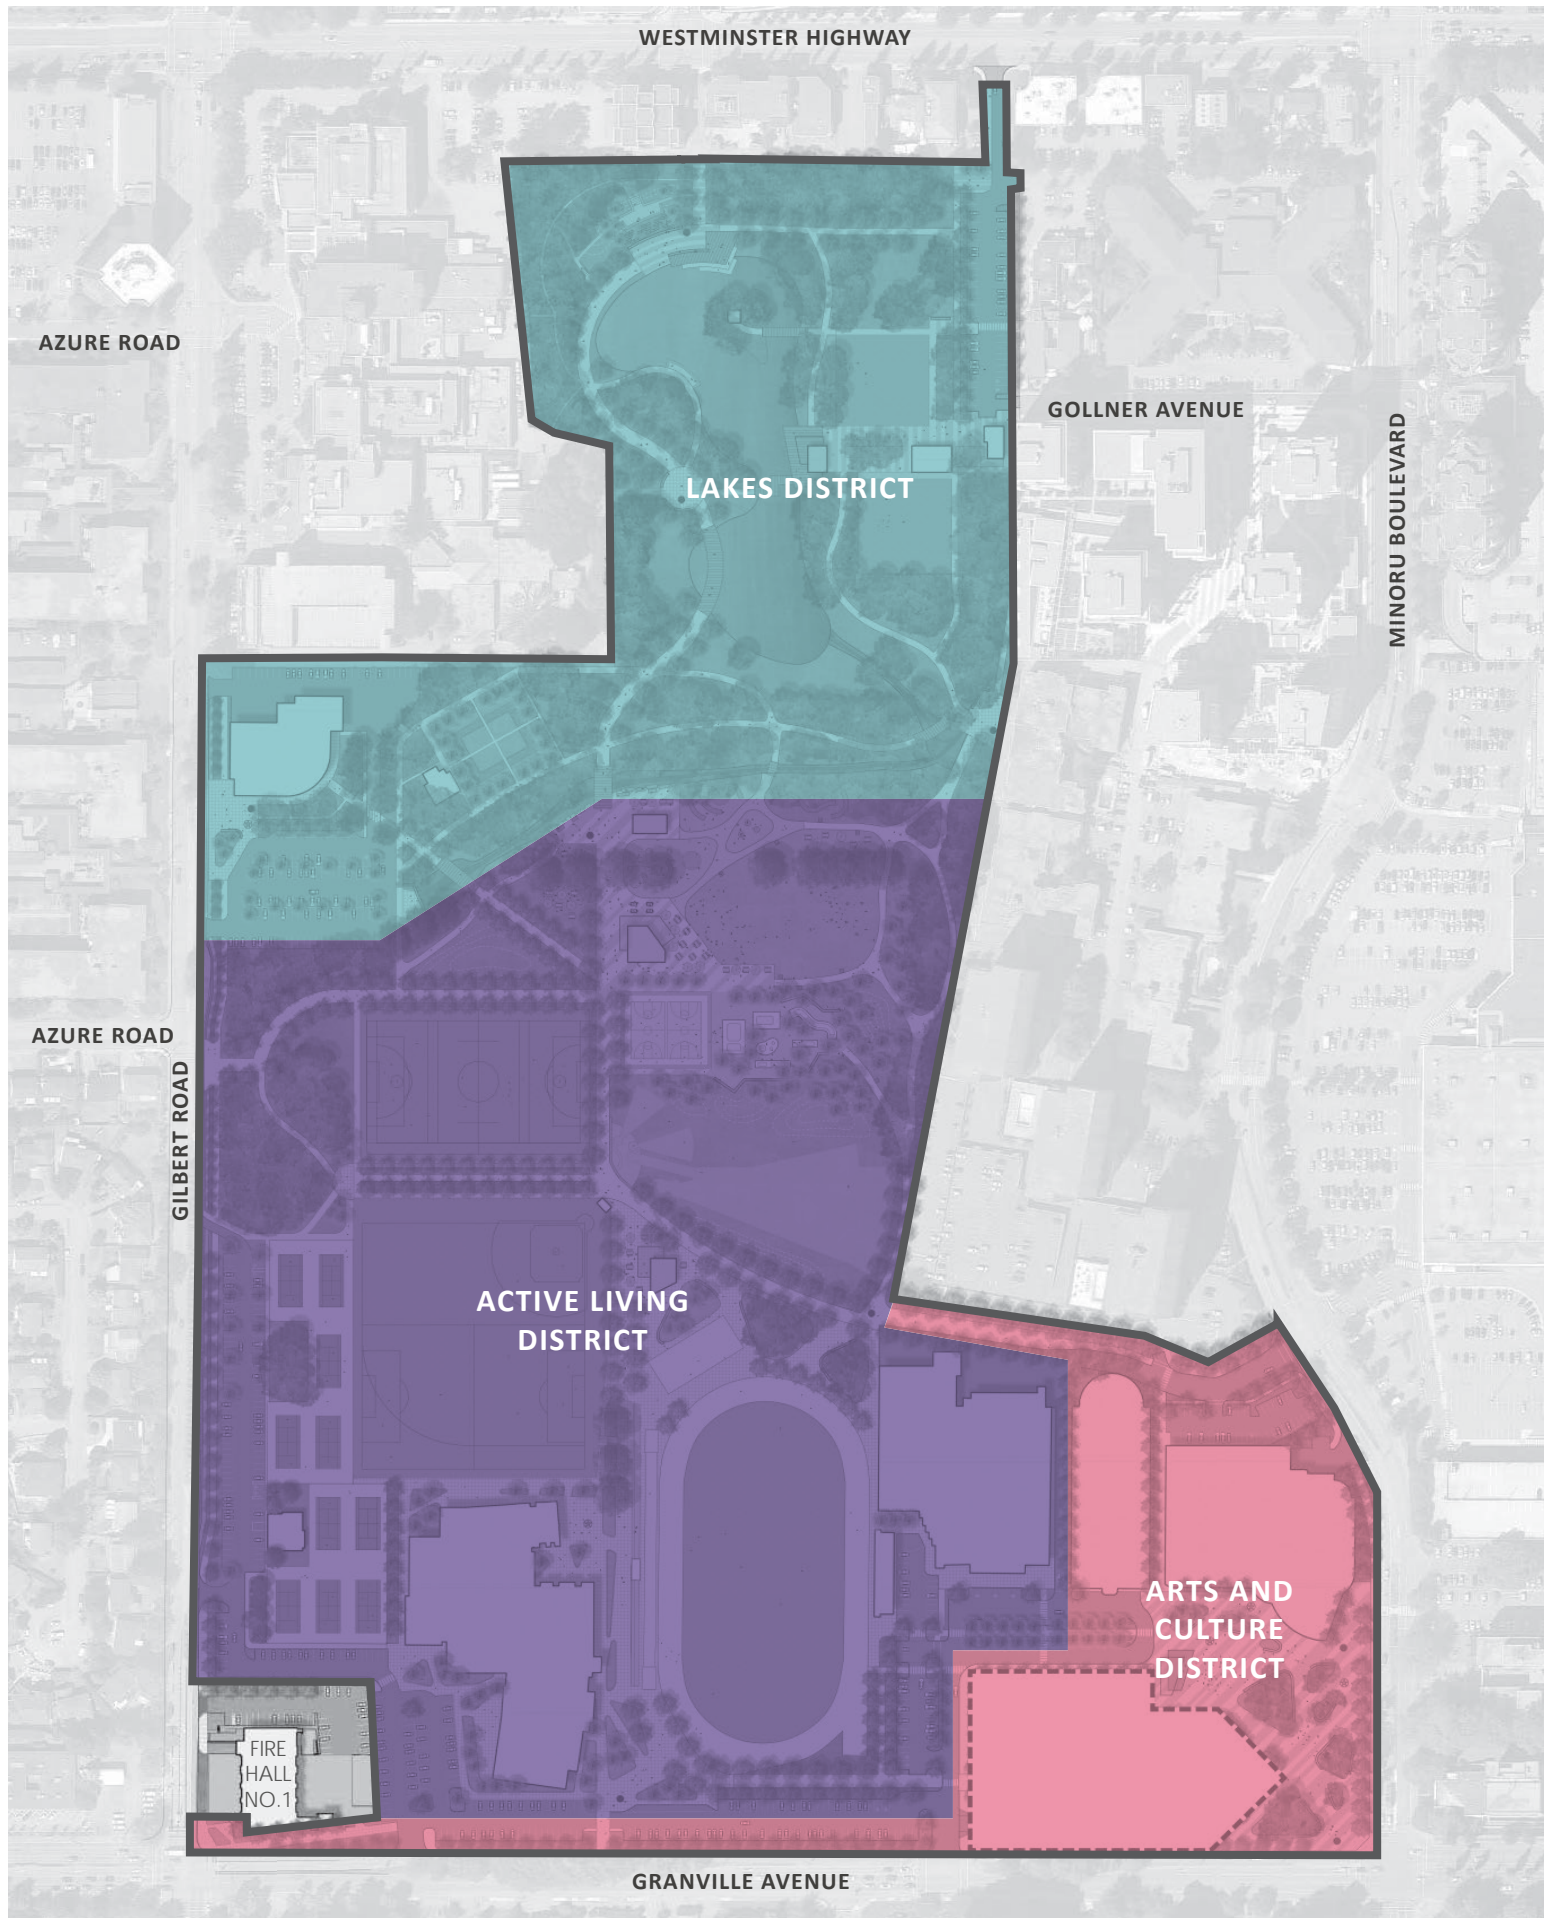 WESTMINSTER HIGHWAY
AZURE ROAD
GOLLNER AVENUE
MINORU BOULEVARD
LAKES DISTRICT
AZURE ROAD
GILBERT ROAD
ACTIVE LIVING
DISTRICT
ARTS AND
CULTURE
DISTRICT
FIRE
HALL
NO.1
GRANVILLE AVENUE